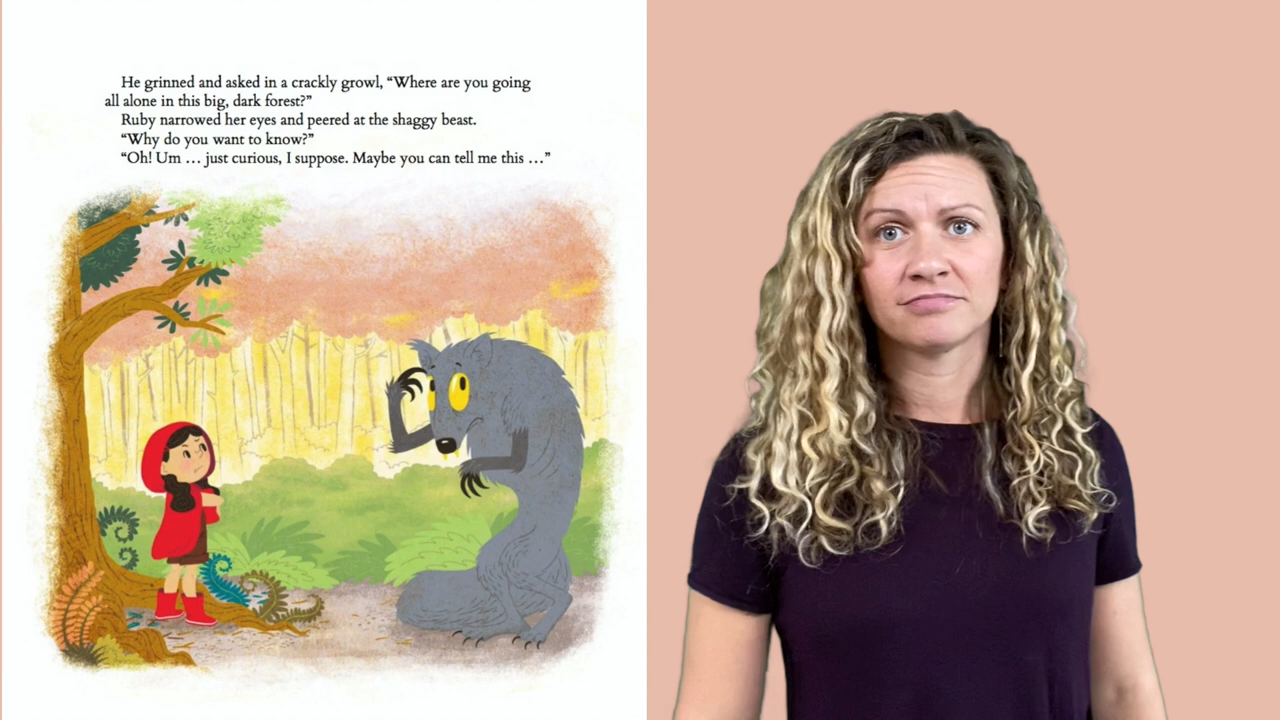 He grinned and asked in a crackly growl, “Where are you going
all alone in this big, dark forest?”
Ruby narrowed her eyes and peered at the shaggy beast.
“Why do you want to know?”
“Oh! Um … just curious, I suppose. Maybe you can tell me this …”